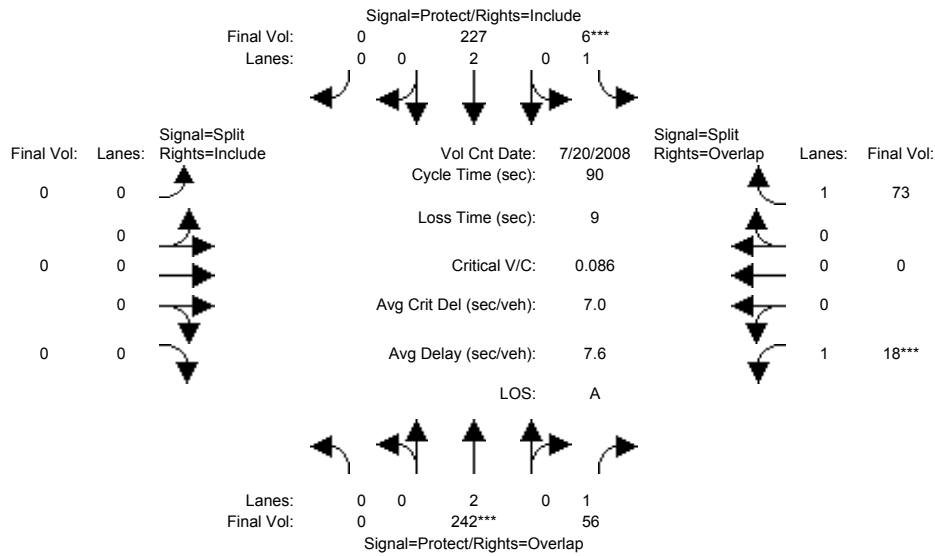 Signal=Protect/Rights=Include
Final Vol: 0 227 6***
Lanes: 0 0 2 0 1
Signal=Split Signal=Split
Final Vol: Lanes: Rights=Include Vol Cnt Date: 7/20/2008 Rights=Overlap Lanes: Final Vol:
Cycle Time (sec): 90
0 0 1 73
Loss Time (sec): 9
0 0
0 0 Critical V/C: 0.086 0 0
0 Avg Crit Del (sec/veh): 7.0 0
0 0 Avg Delay (sec/veh): 7.6 1 18***
LOS: A
Lanes: 0 0 2 0 1
Final Vol: 0 242*** 56
Signal=Protect/Rights=Overlap